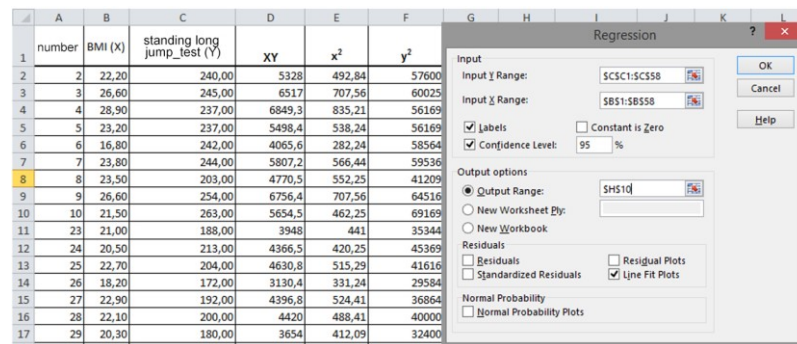 A B C D E F G H I J K L
1 number BMI (X) standing long jump_test (Y) XY x² y²
2 2 22,20 240,00 5328 492,84 57600
3 3 26,60 245,00 6517 707,56 60025
4 4 28,90 237,00 6849,3 835,21 56169
5 5 23,20 237,00 5498,4 538,24 56169
6 6 16,80 242,00 4065,6 282,24 58564
7 7 23,80 244,00 5807,2 566,44 59536
8 8 23,50 203,00 4770,5 552,25 41209
9 9 26,60 254,00 6756,4 707,56 64516
10 10 21,50 263,00 5654,5 462,25 69169
11 23 21,00 188,00 3948 441 35344
12 24 20,50 213,00 4366,5 420,25 45369
13 25 22,70 204,00 4630,8 515,29 41616
14 26 18,20 172,00 3130,4 331,24 29584
15 27 22,90 192,00 4396,8 524,41 36864
16 28 22,10 200,00 4420 488,41 40000
17 29 20,30 180,00 3654 412,09 32400
Regression
? ×
Input
Input Y Range: $C$C1:$C$58
Input X Range: $B$1:$B$58
Labels Constant is Zero
Confidence Level: 95 %
OK
Cancel
Help
Output options
Output Range: $H$10
New Worksheet Ply:
New Workbook
Residuals
Residuals Residual Plots
Standardized Residuals Line Fit Plots
Normal Probability
Normal Probability Plots